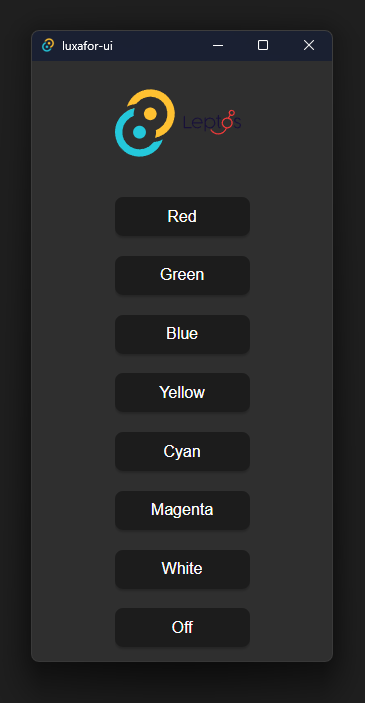 luxafor-ui
Leptos
Red
Green
Blue
Yellow
Cyan
Magenta
White
Off